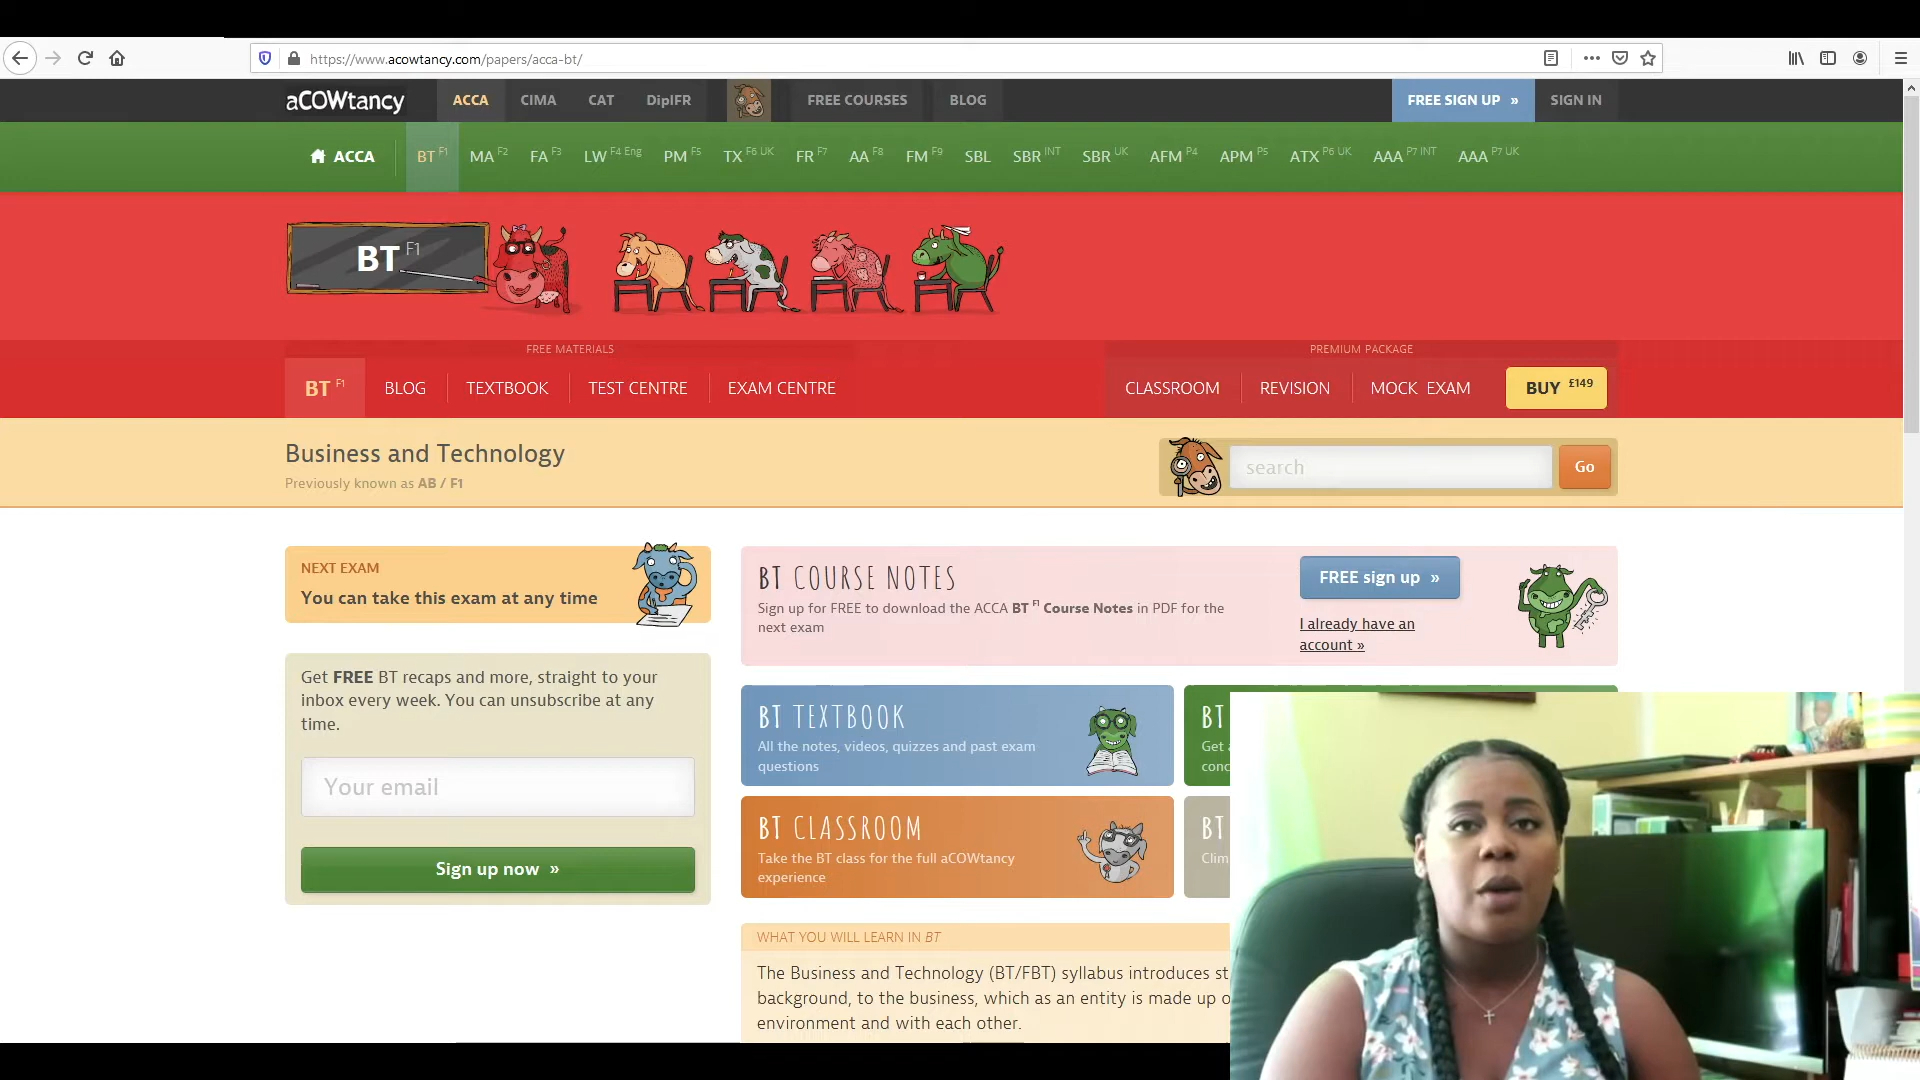 https://www.acowtancy.com/papers/acca-bt/
aCOWtancy ACCA CIMA CAT DipIFR FREE COURSES BLOG FREE SIGN UP » SIGN IN
ACCA BT F1 MA F2 FA F3 LW F4 Eng PM F5 TX F6 UK FR F7 AA F8 FM F9 SBL SBR INT SBR UK AFM P4 APM P5 ATX P6 UK AAA P7 INT AAA P7 UK
BT F1
FREE MATERIALS
PREMIUM PACKAGE
BT F1 BLOG TEXTBOOK TEST CENTRE EXAM CENTRE CLASSROOM REVISION MOCK EXAM BUY £149
Business and Technology
Previously known as AB / F1
search Go
NEXT EXAM
You can take this exam at any time
Get FREE BT recaps and more, straight to your
inbox every week. You can unsubscribe at any
time.
Your email
Sign up now »
BT COURSE NOTES
Sign up for FREE to download the ACCA BT F1 Course Notes in PDF for the
next exam
FREE sign up »
I already have an
account »
BT TEXTBOOK
All the notes, videos, quizzes and past exam
questions
BT
Get
conc
BT CLASSROOM
Take the BT class for the full aCOWtancy
experience
BT
Clim
WHAT YOU WILL LEARN IN BT
The Business and Technology (BT/FBT) syllabus introduces st
background, to the business, which as an entity is made up o
environment and with each other.